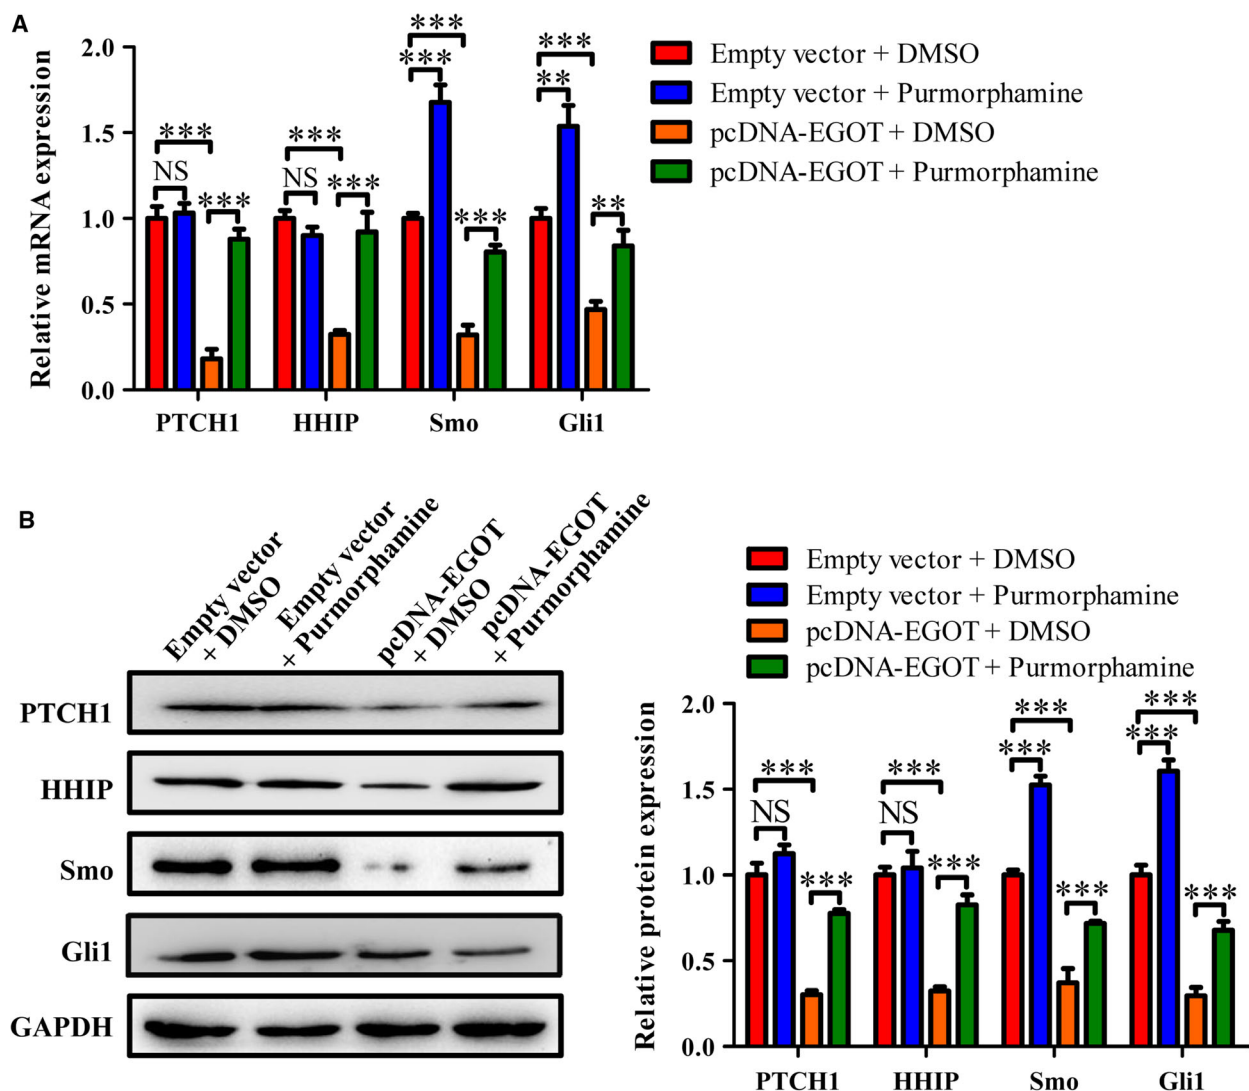 A
Relative mRNA expression
2.0
1.5
1.0
0.5
0.0
***
NS
***
***
NS
***
***
***
***
***
**
**
PTCH1 HHIP Smo Gli1
Empty vector + DMSO
Empty vector + Purmorphamine
pcDNA-EGOT + DMSO
pcDNA-EGOT + Purmorphamine
B
Empty vector
+ DMSO
Empty vector
+ Purmorphamine
pcDNA-EGOT
+ DMSO
pcDNA-EGOT
+ Purmorphamine
PTCH1
HHIP
Smo
Gli1
GAPDH
Empty vector + DMSO
Empty vector + Purmorphamine
pcDNA-EGOT + DMSO
pcDNA-EGOT + Purmorphamine
Relative protein expression
2.0
1.5
1.0
0.5
0.0
***
NS
***
***
NS
***
***
***
***
***
***
***
PTCH1 HHIP Smo Gli1